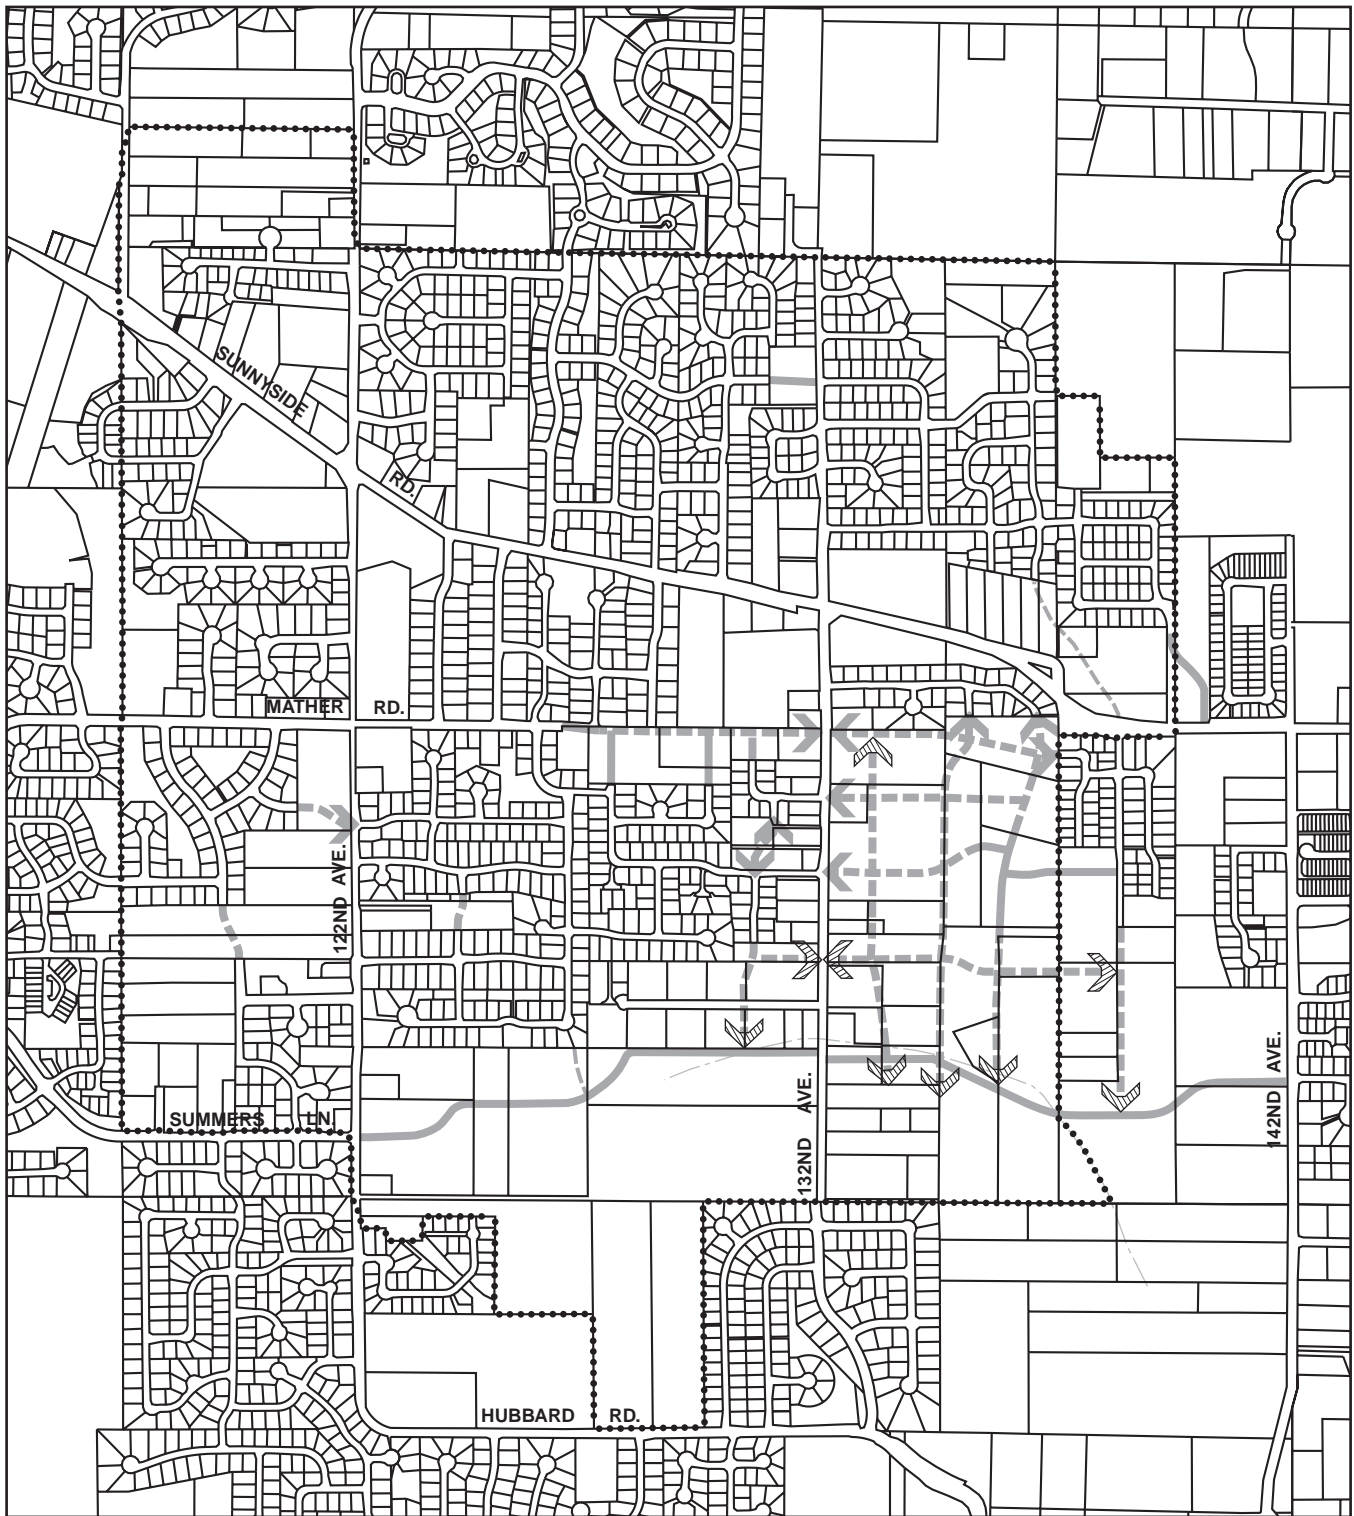 SUNNYSIDE
RD.
MATHER RD.
122ND AVE.
132ND AVE.
142ND AVE.
SUMMERS LN.
HUBBARD RD.